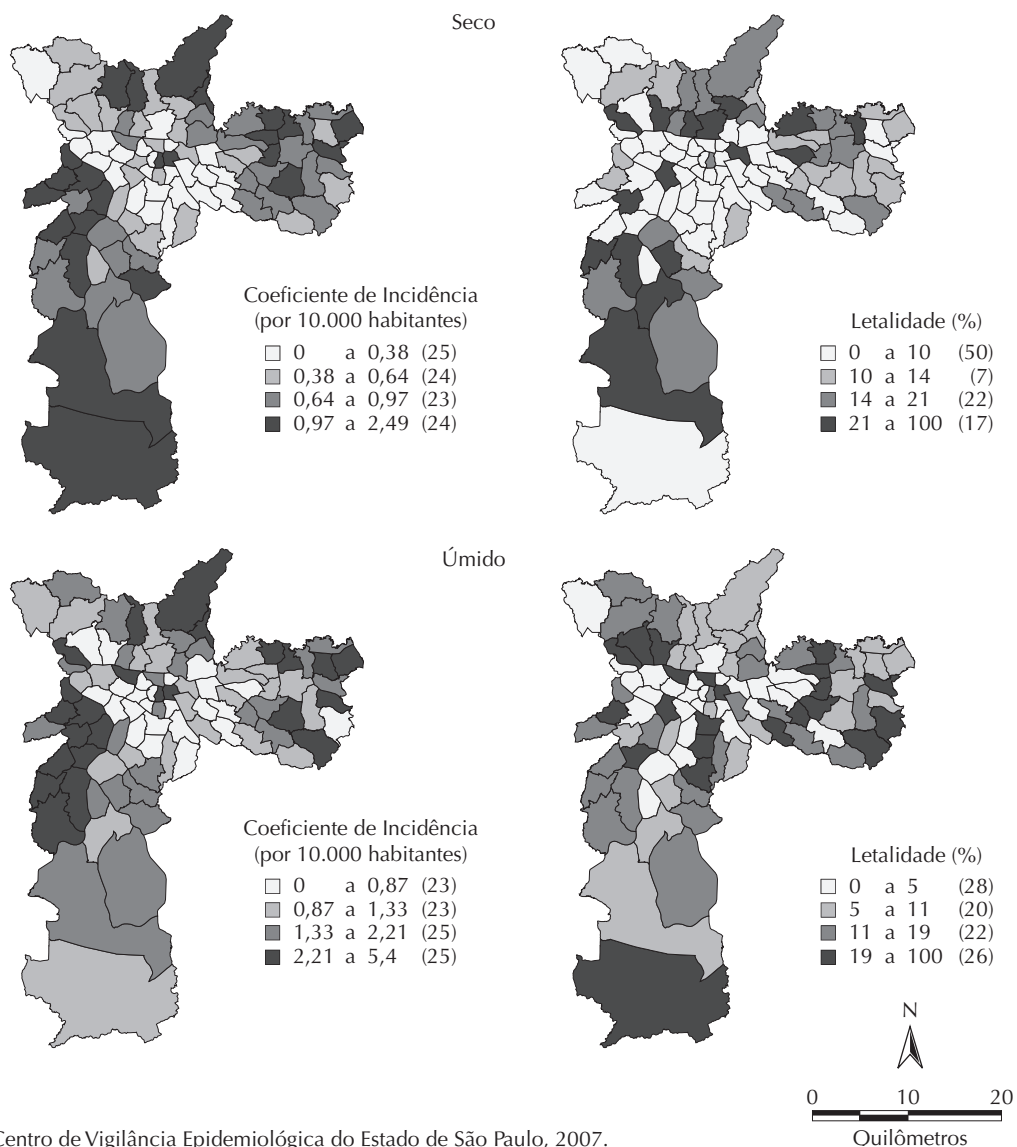 Seco
Coeficiente de Incidência
(por 10.000 habitantes)
0 a 0,38 (25)
0,38 a 0,64 (24)
0,64 a 0,97 (23)
0,97 a 2,49 (24)
Letalidade (%)
0 a 10 (50)
10 a 14 (7)
14 a 21 (22)
21 a 100 (17)
Úmido
Coeficiente de Incidência
(por 10.000 habitantes)
0 a 0,87 (23)
0,87 a 1,33 (23)
1,33 a 2,21 (25)
2,21 a 5,4 (25)
Letalidade (%)
0 a 5 (28)
5 a 11 (20)
11 a 19 (22)
19 a 100 (26)
N
0 10 20
Quilômetros
Centro de Vigilância Epidemiológica do Estado de São Paulo, 2007.